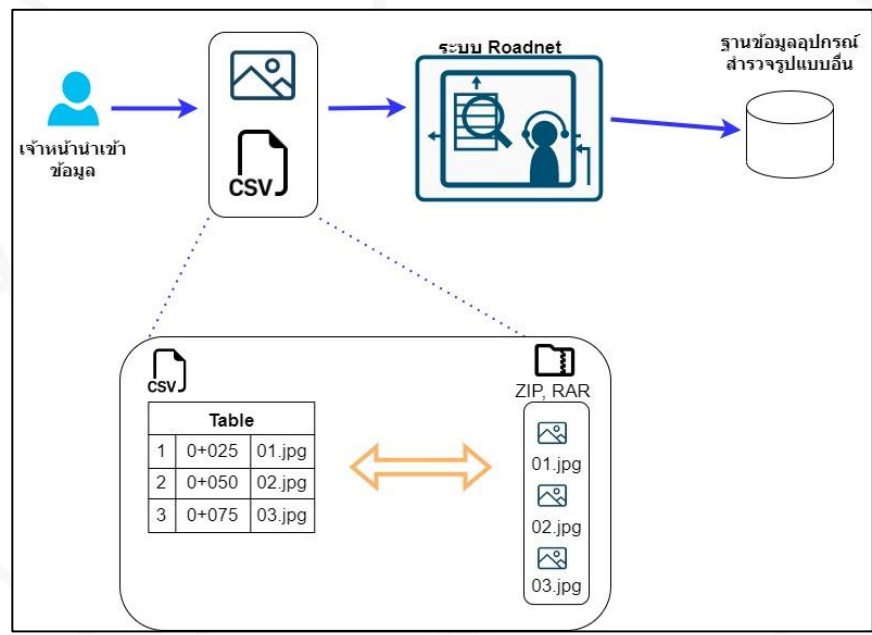 ระบบ Roadnet
ฐานข้อมูลอุปกรณ์
สำรวจรูปแบบอื่น
เจ้าหน้านำเข้า
ข้อมูล
CSV
CSV
ZIP, RAR
Table
1 0+025 01.jpg
2 0+050 02.jpg
3 0+075 03.jpg
01.jpg
02.jpg
03.jpg